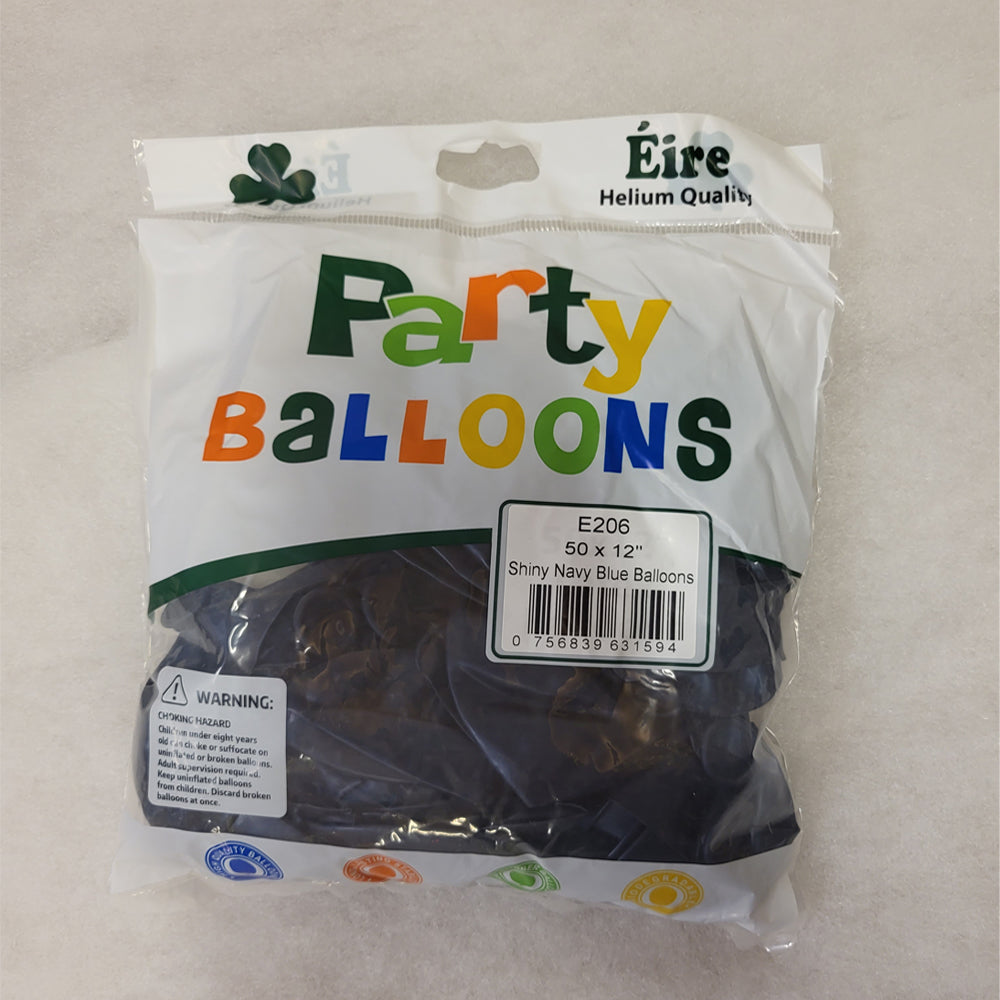 Éire
Helium Quality
Party
BALLOONS
E206
50 x 12"
Shiny Navy Blue Balloons
0 756839 631594
WARNING:
CHOKING HAZARD
Children under eight years
old can choke or suffocate on
uninflated or broken balloons.
Adult supervision required.
Keep uninflated balloons
from children. Discard broken
balloons at once.
QUALITY